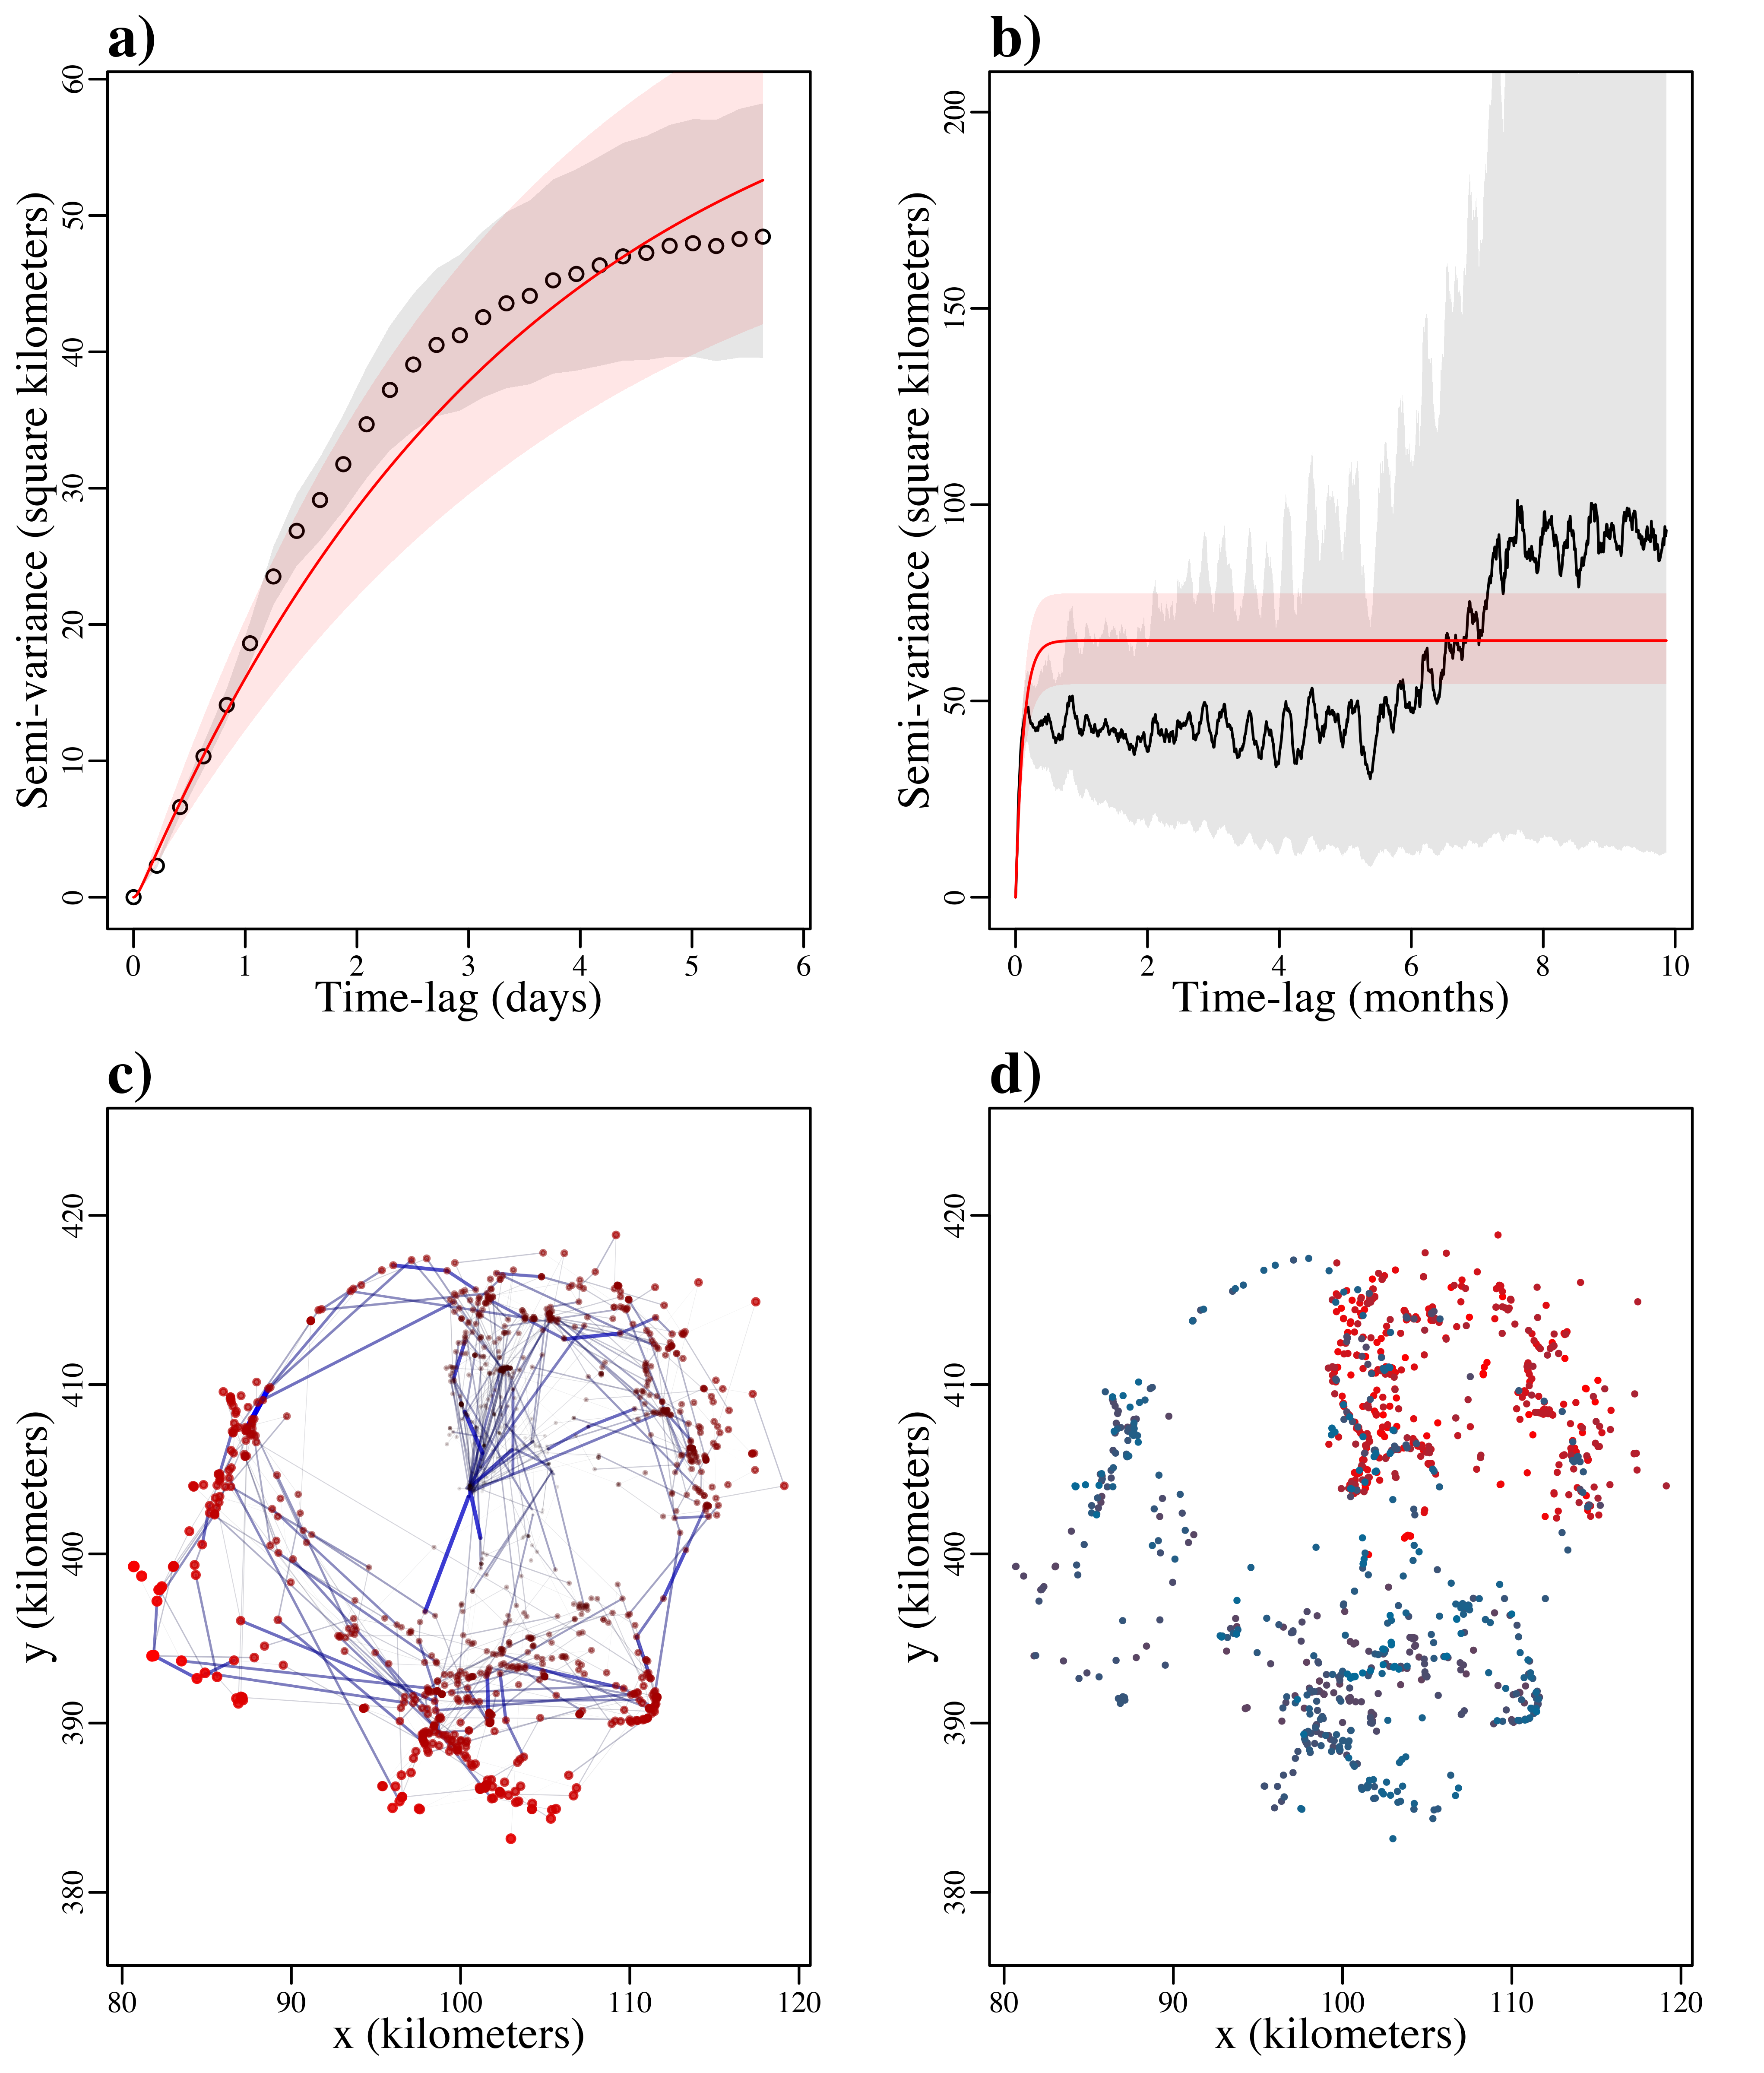 a)
Semi-variance (square kilometers)
0 10 20 30 40 50 60
0 1 2 3 4 5 6
Time-lag (days)
b)
Semi-variance (square kilometers)
0 50 100 150 200
0 2 4 6 8 10
Time-lag (months)
c)
y (kilometers)
380 390 400 410 420
80 90 100 110 120
x (kilometers)
d)
y (kilometers)
380 390 400 410 420
80 90 100 110 120
x (kilometers)